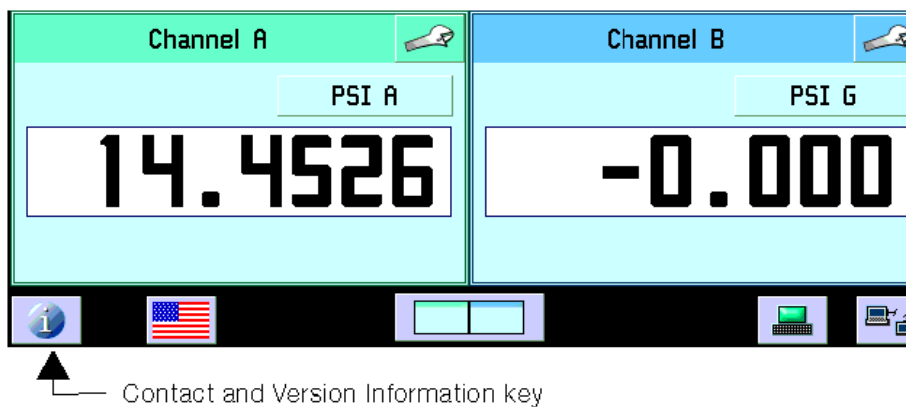 Channel A
Channel B
PSI A
PSI G
14.4526
-0.000
i
Contact and Version Information key